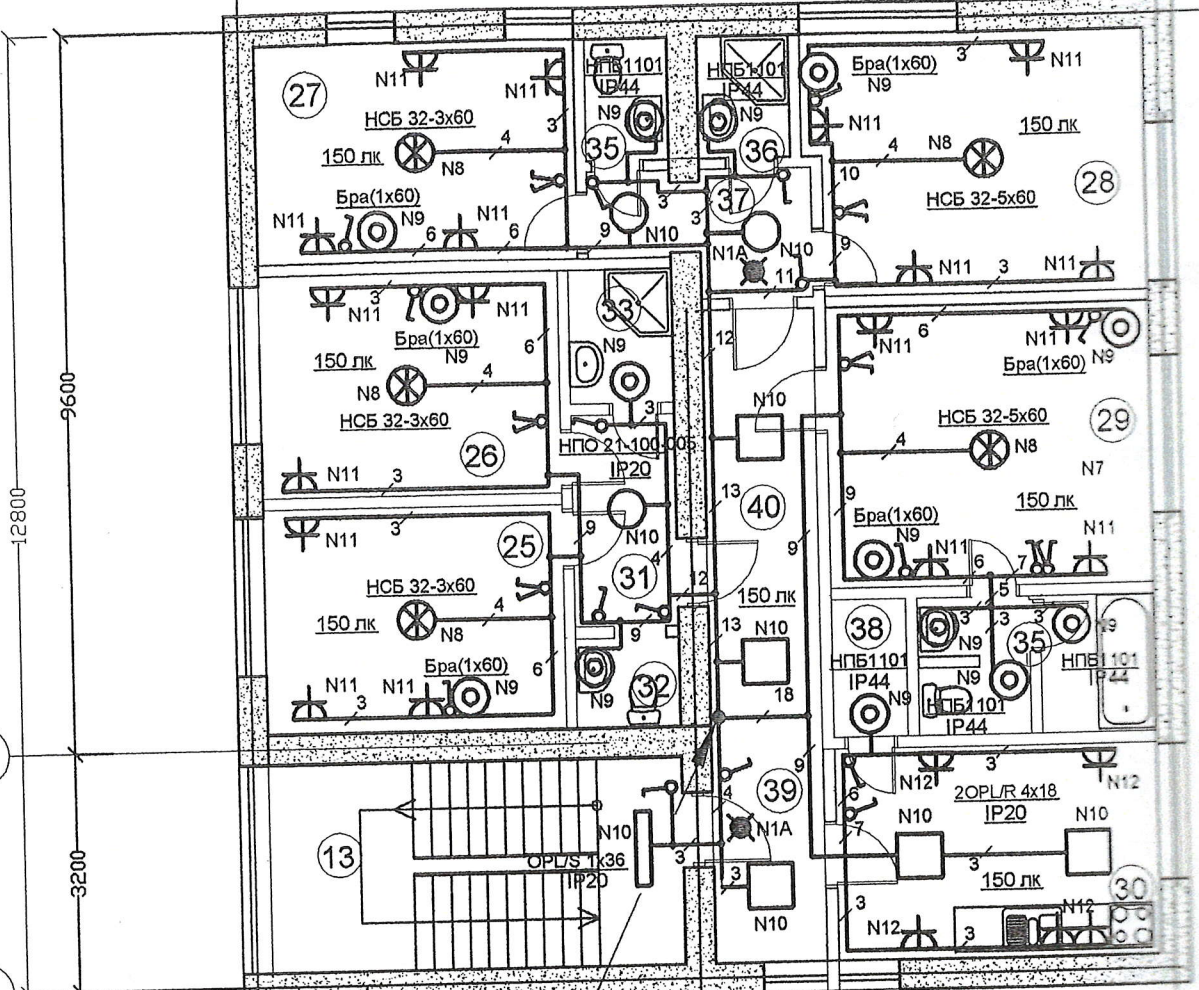 12800
9600
3200
27
N11
N11
НСБ 32-3x60
4
3
150 лк
N8
Бра(1x60)
N11
N9
N11
6
6
9
НПБ1101
IP44
N9
35
3
N10
НПБ1101
IP44
N9
36
37
3
N1A
N10
11
3
Бра(1x60)
N9
N11
N11
150 лк
4
N8
10
НСБ 32-5x60
28
9
N11
3
N11
3
N11
N11
Бра(1x60)
N9
6
150 лк
N8
4
НСБ 32-3x60
26
N11
3
33
N9
3
НПО 21-100-005
IP20
N10
9
4
31
12
9
12
N10
13
40
9
150 лк
13
N10
18
6
N11
N11
Бра(1x60)
N9
НСБ 32-5x60
29
4
N8
N7
150 лк
9
Бра(1x60)
N9
N11
N11
6
7
3
N11
25
НСБ 32-3x60
150 лк
4
N8
6
Бра(1x60)
N11
N11
N9
3
32
N9
5
3
3
3
38
НПБ1101
IP44
N9
N9
N9
35
N9
НПБ1101
IP44
НПБ1101
IP44
13
N10
OPL/S 1x36
IP20
3
4
39
N1A
3
N10
9
6
7
3
N12
N12
2OPL/R 4x18
IP20
N10
N10
3
150 лк
30
3
N12
N12
3